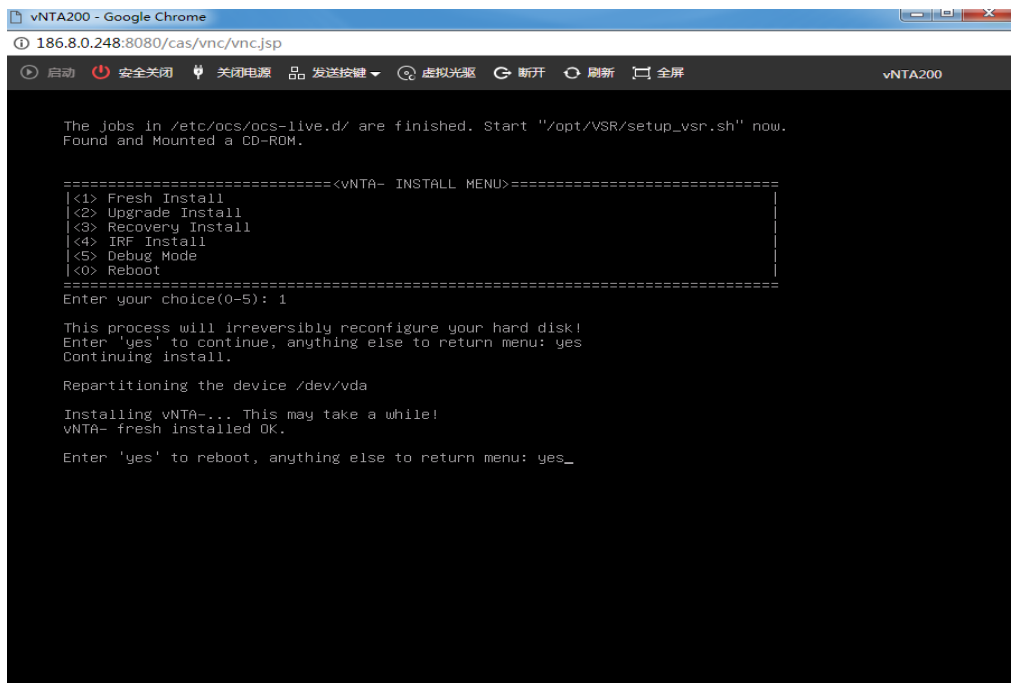 vNTA200 - Google Chrome
186.8.0.248:8080/cas/vnc/vnc.jsp
启动 安全关闭 关闭电源 发送按键 虚拟光驱 断开 刷新 全屏 vNTA200
The jobs in /etc/ocs/ocs-live.d/ are finished. Start "/opt/VSR/setup_vsr.sh" now.
Found and Mounted a CD-ROM.
==============================<vNTA- INSTALL MENU>==============================
|<1> Fresh Install |
|<2> Upgrade Install |
|<3> Recovery Install |
|<4> IRF Install |
|<5> Debug Mode |
|<0> Reboot |
================================================================================
Enter your choice(0-5): 1
This process will irreversibly reconfigure your hard disk!
Enter 'yes' to continue, anything else to return menu: yes
Continuing install.
Repartitioning the device /dev/vda
Installing vNTA-... This may take a while!
vNTA- fresh installed OK.
Enter 'yes' to reboot, anything else to return menu: yes_